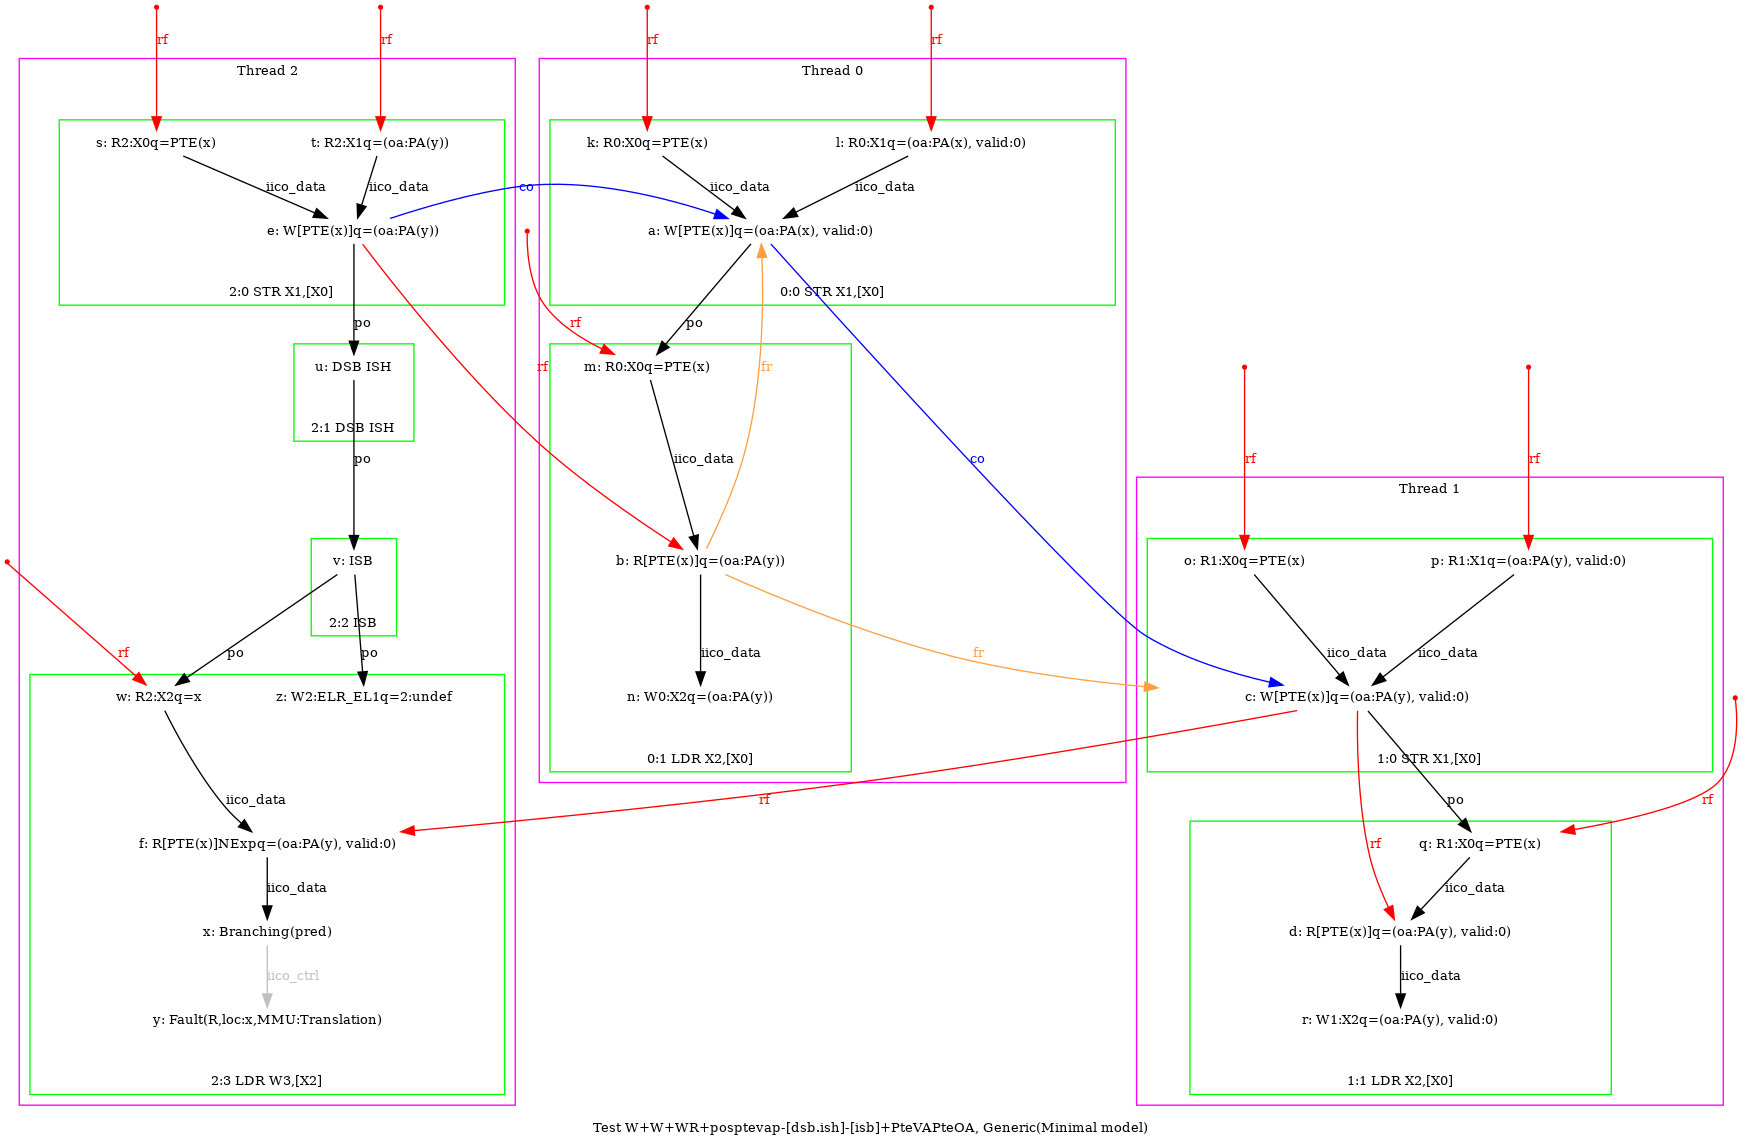 rf
rf
rf
rf
Thread 2
Thread 0
s: R2:X0q=PTE(x)
t: R2:X1q=(oa:PA(y))
k: R0:X0q=PTE(x)
l: R0:X1q=(oa:PA(x), valid:0)
iico_data
iico_data
co
iico_data
iico_data
e: W[PTE(x)]q=(oa:PA(y))
a: W[PTE(x)]q=(oa:PA(x), valid:0)
2:0 STR X1,[X0]
0:0 STR X1,[X0]
po
rf
po
u: DSB ISH
rf
m: R0:X0q=PTE(x)
fr
2:1 DSB ISH
po
iico_data
co
rf
rf
Thread 1
v: ISB
b: R[PTE(x)]q=(oa:PA(y))
o: R1:X0q=PTE(x)
p: R1:X1q=(oa:PA(y), valid:0)
2:2 ISB
rf
po
po
iico_data
fr
iico_data
iico_data
w: R2:X2q=x
z: W2:ELR_EL1q=2:undef
n: W0:X2q=(oa:PA(y))
c: W[PTE(x)]q=(oa:PA(y), valid:0)
0:1 LDR X2,[X0]
1:0 STR X1,[X0]
iico_data
rf
po
rf
f: R[PTE(x)]NExpq=(oa:PA(y), valid:0)
rf
q: R1:X0q=PTE(x)
iico_data
iico_data
x: Branching(pred)
d: R[PTE(x)]q=(oa:PA(y), valid:0)
iico_ctrl
iico_data
y: Fault(R,loc:x,MMU:Translation)
r: W1:X2q=(oa:PA(y), valid:0)
2:3 LDR W3,[X2]
1:1 LDR X2,[X0]
Test W+W+WR+posptevap-[dsb.ish]-[isb]+PteVAPteOA, Generic(Minimal model)